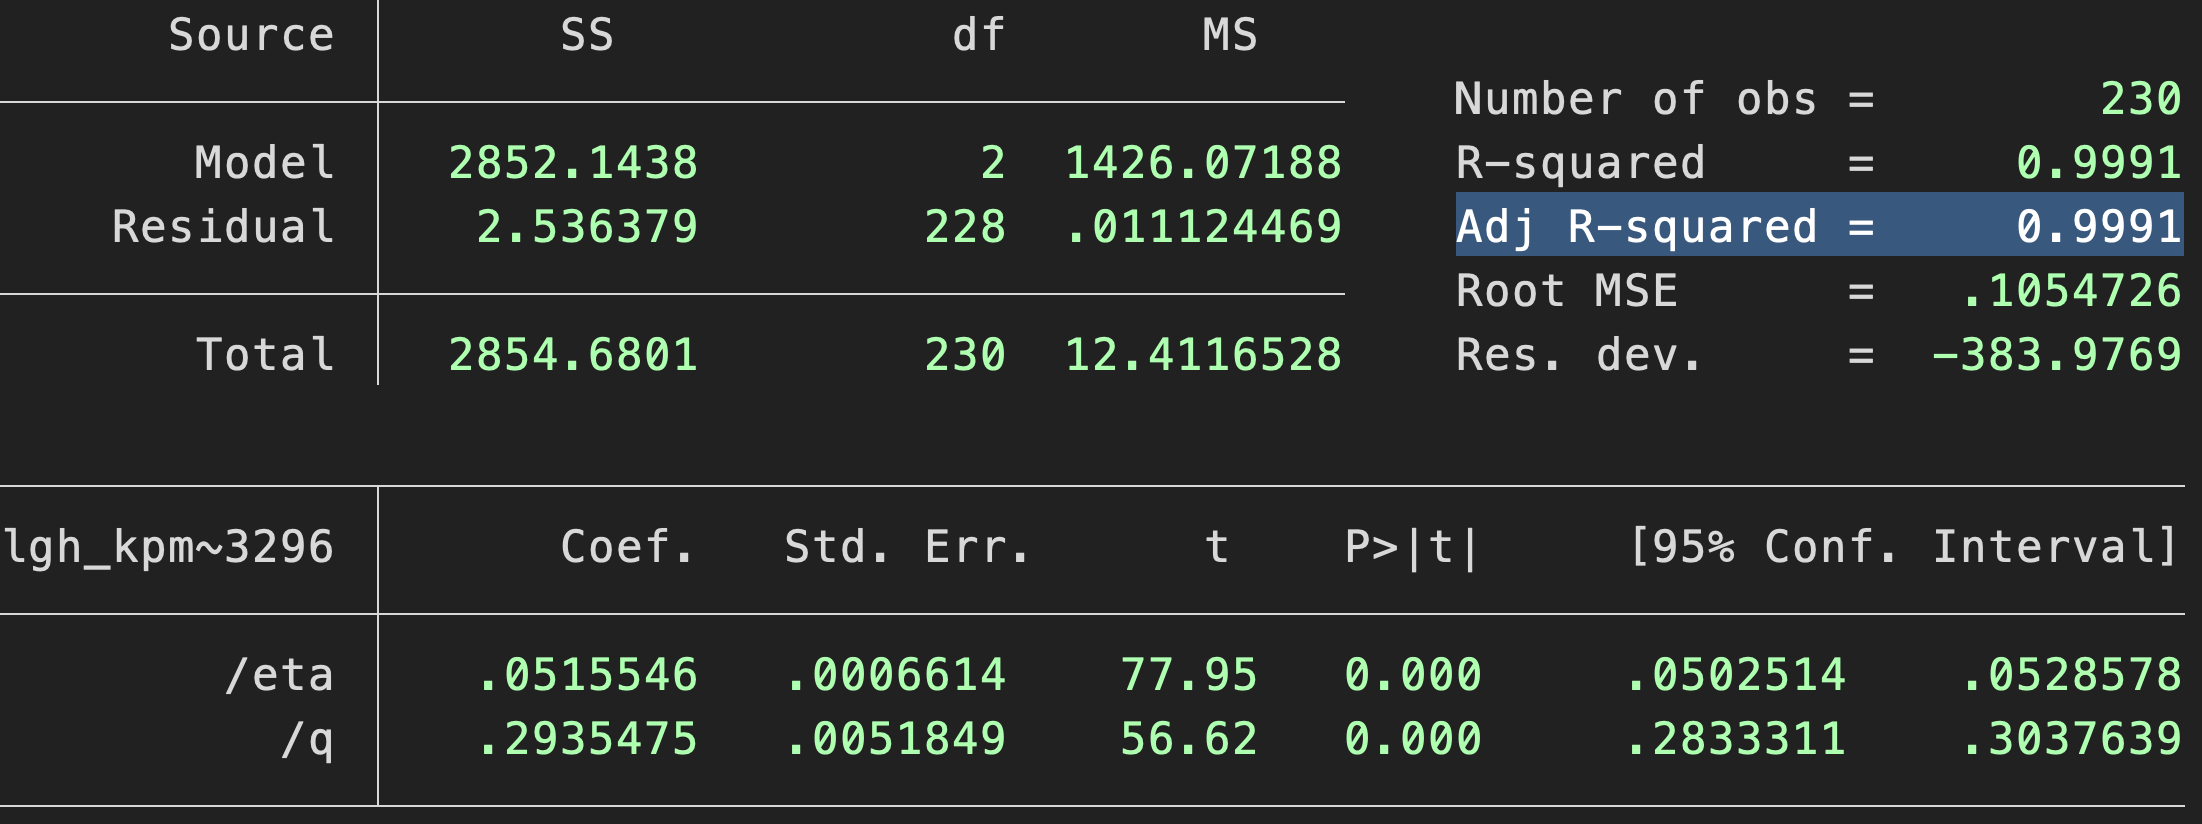 Source SS df MS
Number of obs = 230
Model 2852.1438 2 1426.07188 R-squared = 0.9991
Residual 2.536379 228 .011124469 Adj R-squared = 0.9991
Root MSE = .1054726
Total 2854.6801 230 12.4116528 Res. dev. = -383.9769
lgh_kpm~3296 Coef. Std. Err. t P>|t| [95% Conf. Interval]
/eta .0515546 .0006614 77.95 0.000 .0502514 .0528578
/q .2935475 .0051849 56.62 0.000 .2833311 .3037639